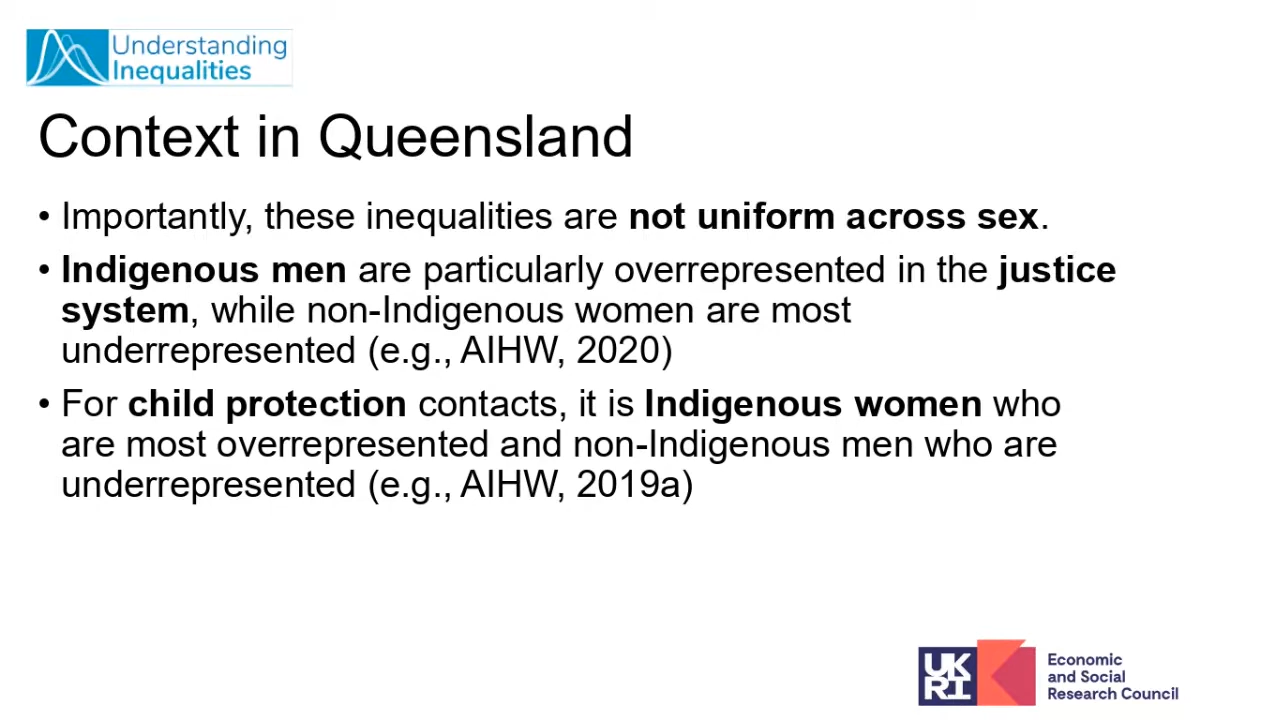 Understanding
Inequalities
Context in Queensland
• Importantly, these inequalities are not uniform across sex.
• Indigenous men are particularly overrepresented in the justice
system, while non-Indigenous women are most
underrepresented (e.g., AIHW, 2020)
• For child protection contacts, it is Indigenous women who
are most overrepresented and non-Indigenous men who are
underrepresented (e.g., AIHW, 2019a)
UK
RI
Economic
and Social
Research Council